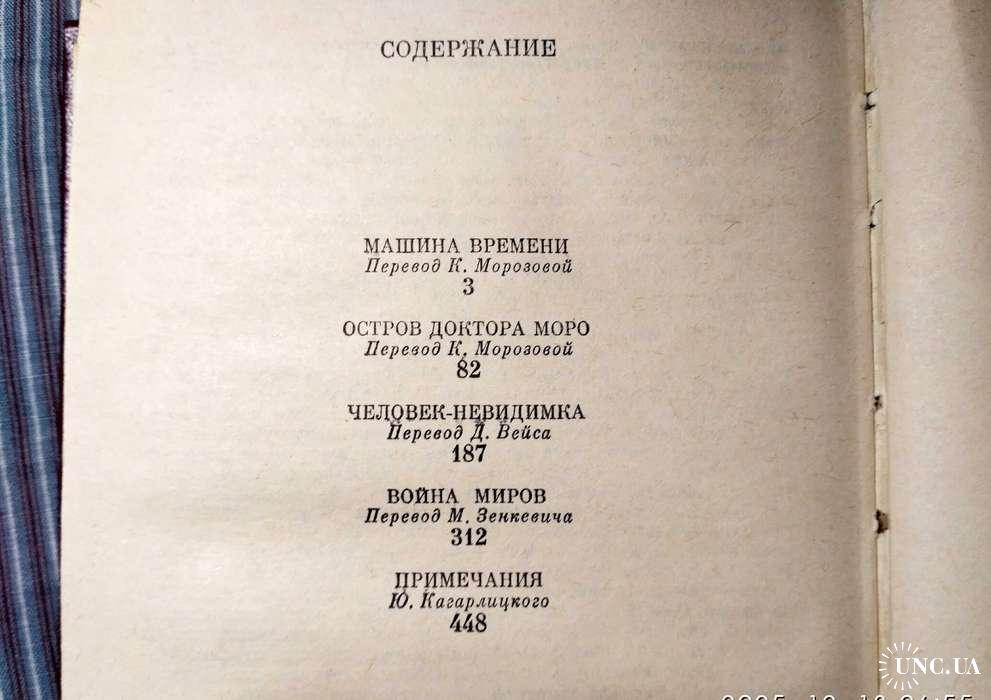 СОДЕРЖАНИЕ
МАШИНА ВРЕМЕНИ
Перевод К. Морозовой
3
ОСТРОВ ДОКТОРА МОРО
Перевод К. Морозовой
82
ЧЕЛОВЕК-НЕВИДИМКА
Перевод Д. Вейса
187
ВОЙНА МИРОВ
Перевод М. Зенкевича
312
ПРИМЕЧАНИЯ
Ю. Кагарлицкого
448
UNC.UA